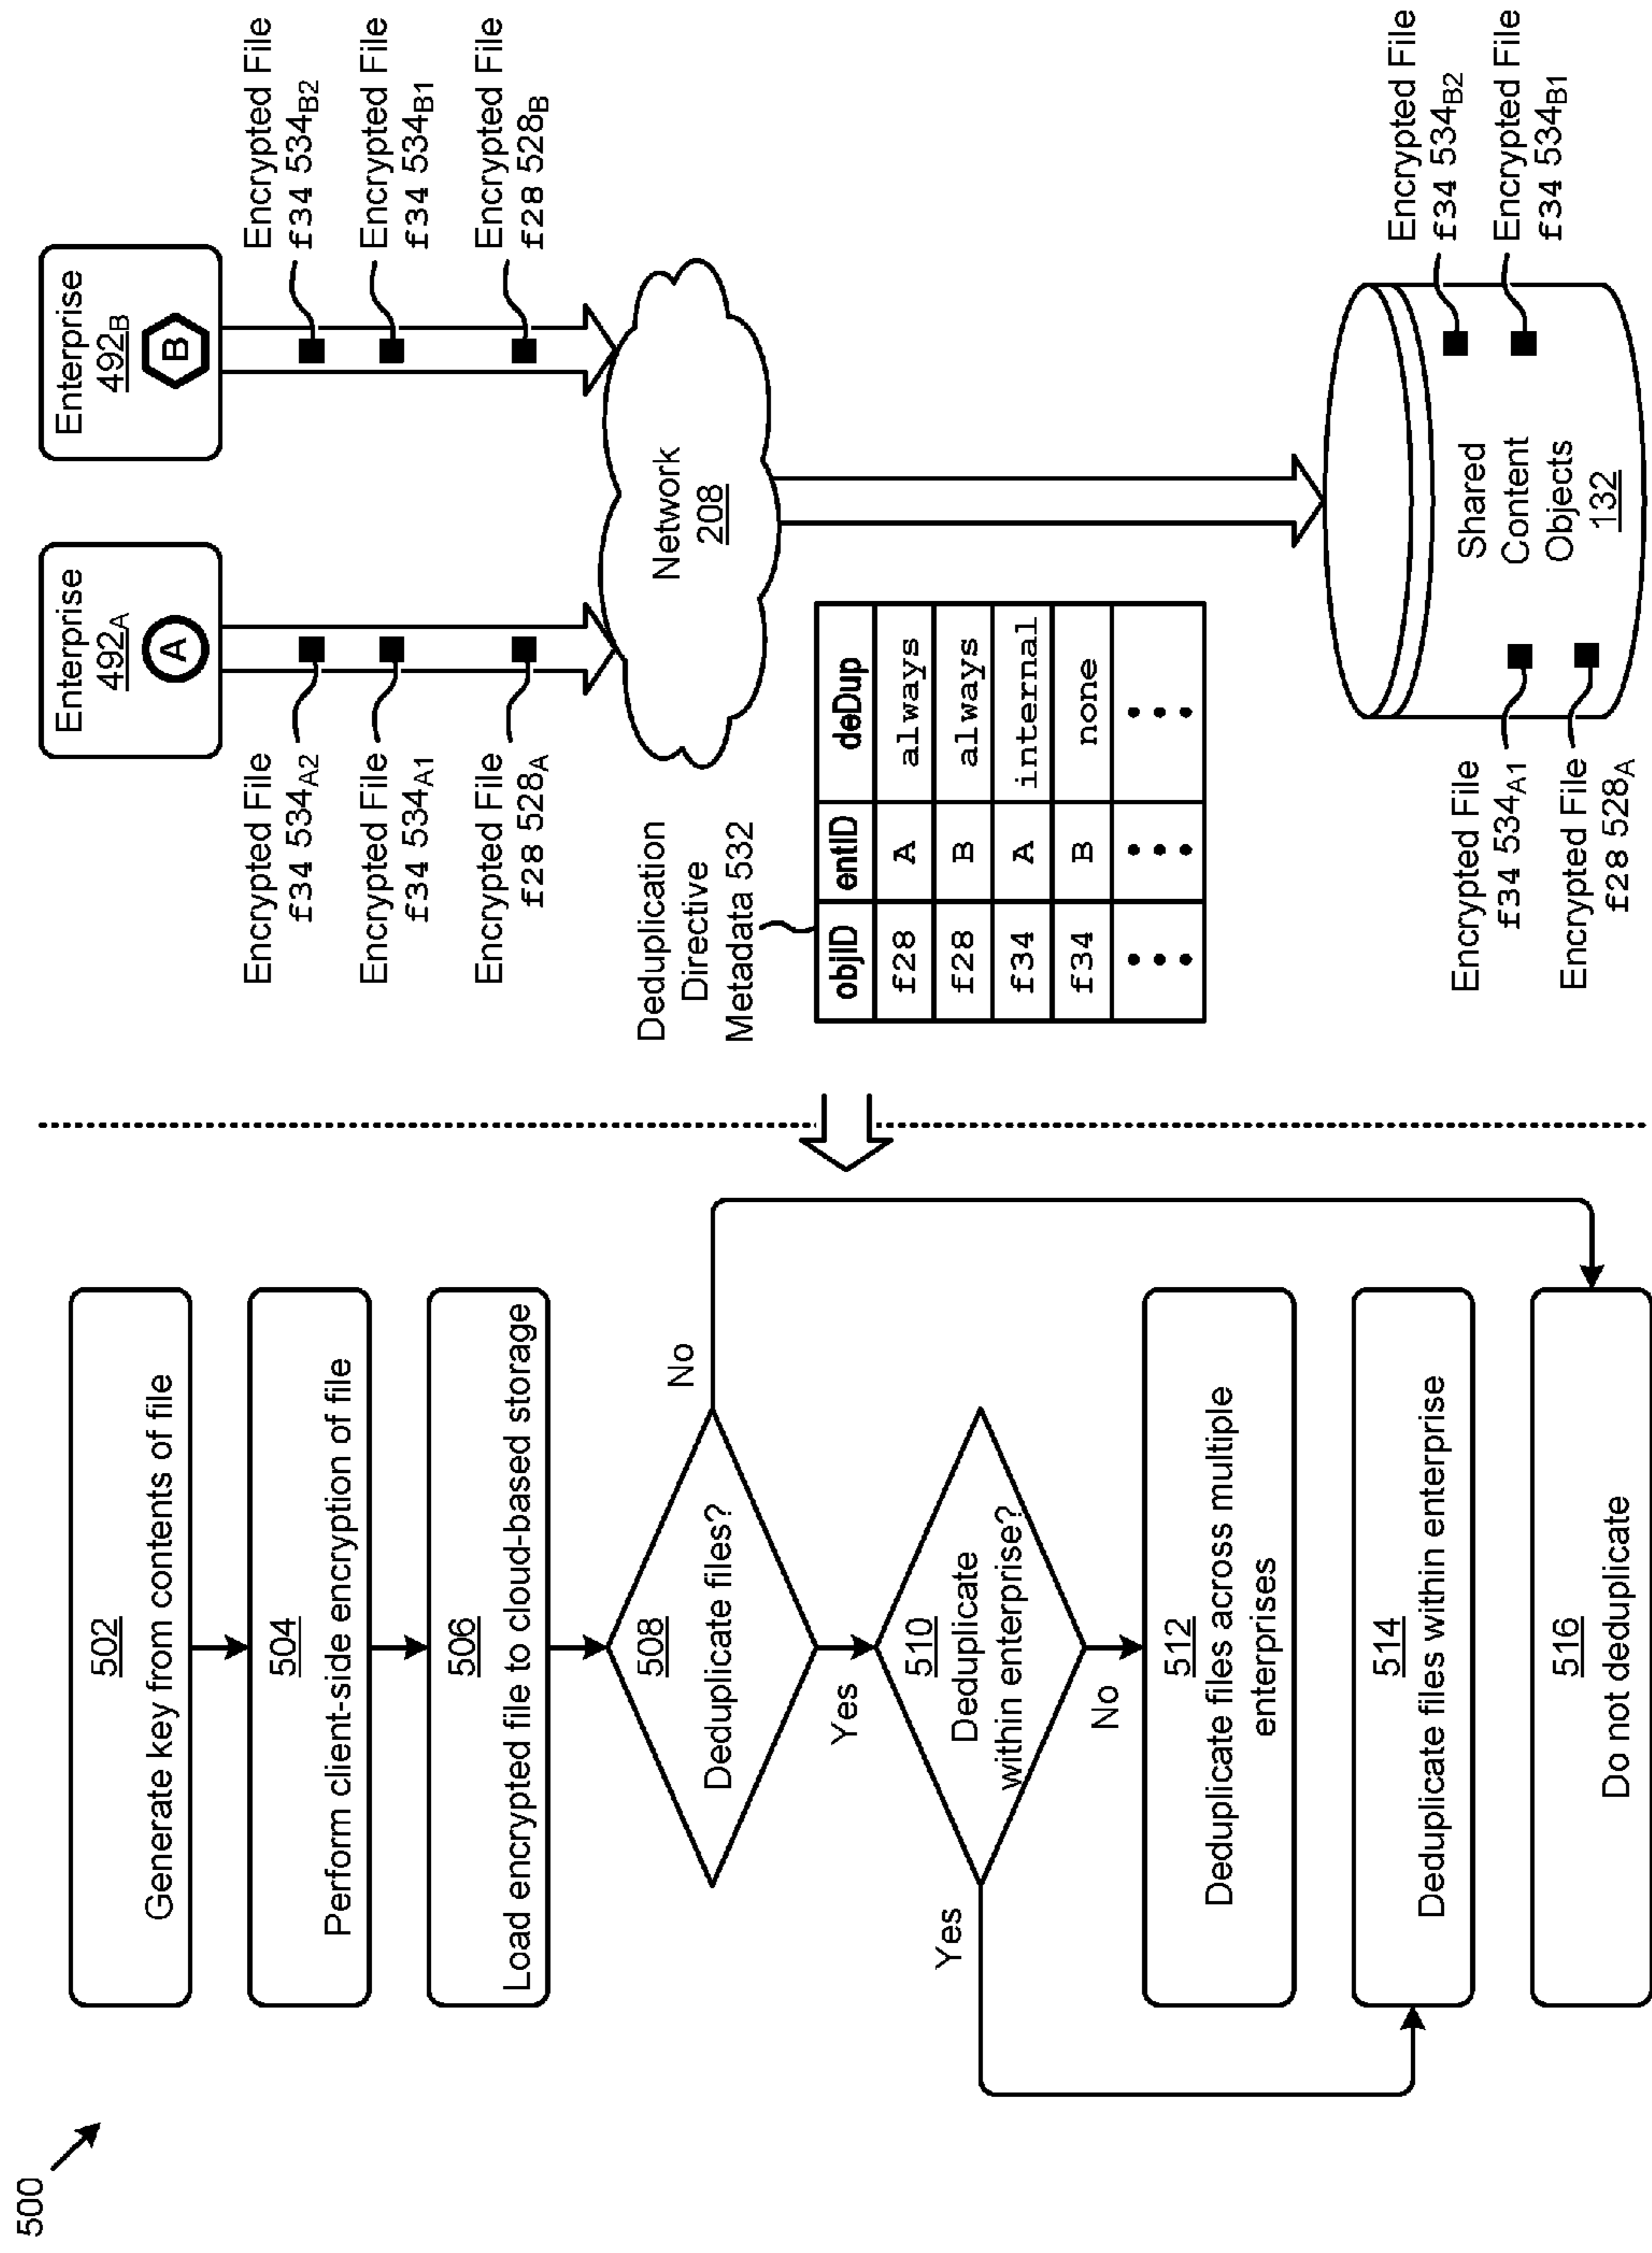 500
502
Generate key from contents of file
504
Perform client-side encryption of file
506
Load encrypted file to cloud-based storage
508
Deduplicate files?
No
Yes
510
Deduplicate
within enterprise?
Yes
No
512
Deduplicate files across multiple
enterprises
514
Deduplicate files within enterprise
516
Do not deduplicate
Enterprise
492A
A
Enterprise
492B
B
Encrypted File
f34 534A2
Encrypted File
f34 534A1
Encrypted File
f28 528A
Encrypted File
f34 534B2
Encrypted File
f34 534B1
Encrypted File
f28 528B
Network
208
Deduplication
Directive
Metadata 532
objID entID deDup
f28 A always
f28 B always
f34 A internal
f34 B none
Shared
Content
Objects
132
Encrypted File
f34 534A1
Encrypted File
f28 528A
Encrypted File
f34 534B2
Encrypted File
f34 534B1